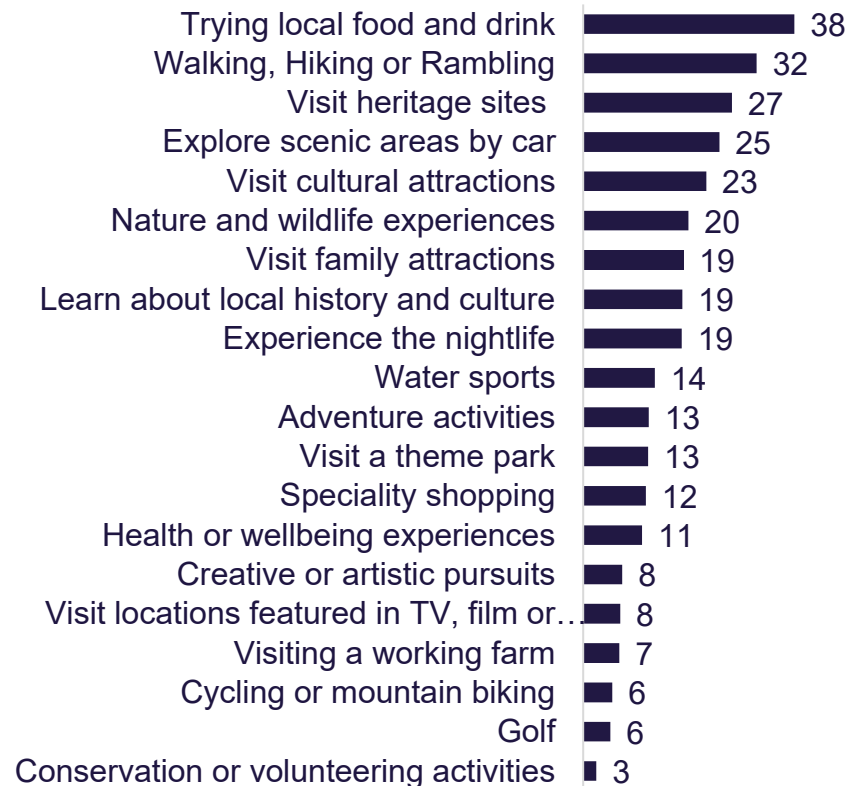 Trying local food and drink 38
Walking, Hiking or Rambling 32
Visit heritage sites 27
Explore scenic areas by car 25
Visit cultural attractions 23
Nature and wildlife experiences 20
Visit family attractions 19
Learn about local history and culture 19
Experience the nightlife 19
Water sports 14
Adventure activities 13
Visit a theme park 13
Speciality shopping 12
Health or wellbeing experiences 11
Creative or artistic pursuits 8
Visit locations featured in TV, film or… 8
Visiting a working farm 7
Cycling or mountain biking 6
Golf 6
Conservation or volunteering activities 3